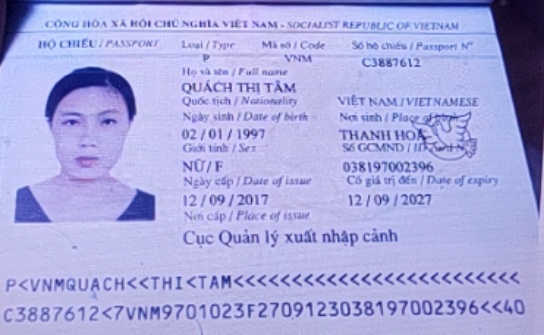 CỘNG HÒA XÃ HỘI CHỦ NGHĨA VIỆT NAM - SOCIALIST REPUBLIC OF VIETNAM
HỘ CHIẾU / PASSPORT Loại / Type Mã số / Code Số hộ chiếu / Passport Nº
P VNM C3887612
Họ và tên / Full name
QUÁCH THỊ TÂM
Quốc tịch / Nationality VIỆT NAM / VIETNAMESE
Ngày sinh / Date of birth Nơi sinh / Place of birth
02 / 01 / 1997 THANH HOÁ
Giới tính / Sex Số GCMND / ID Card Nº
NỮ / F 038197002396
Ngày cấp / Date of issue Có giá trị đến / Date of expiry
12 / 09 / 2017 12 / 09 / 2027
Nơi cấp / Place of issue
Cục Quản lý xuất nhập cảnh
P<VNMQUACH<<THI<TAM<<<<<<<<<<<<<<<<<<<<<<<<<
C3887612<7VNM9701023F2709123038197002396<<40